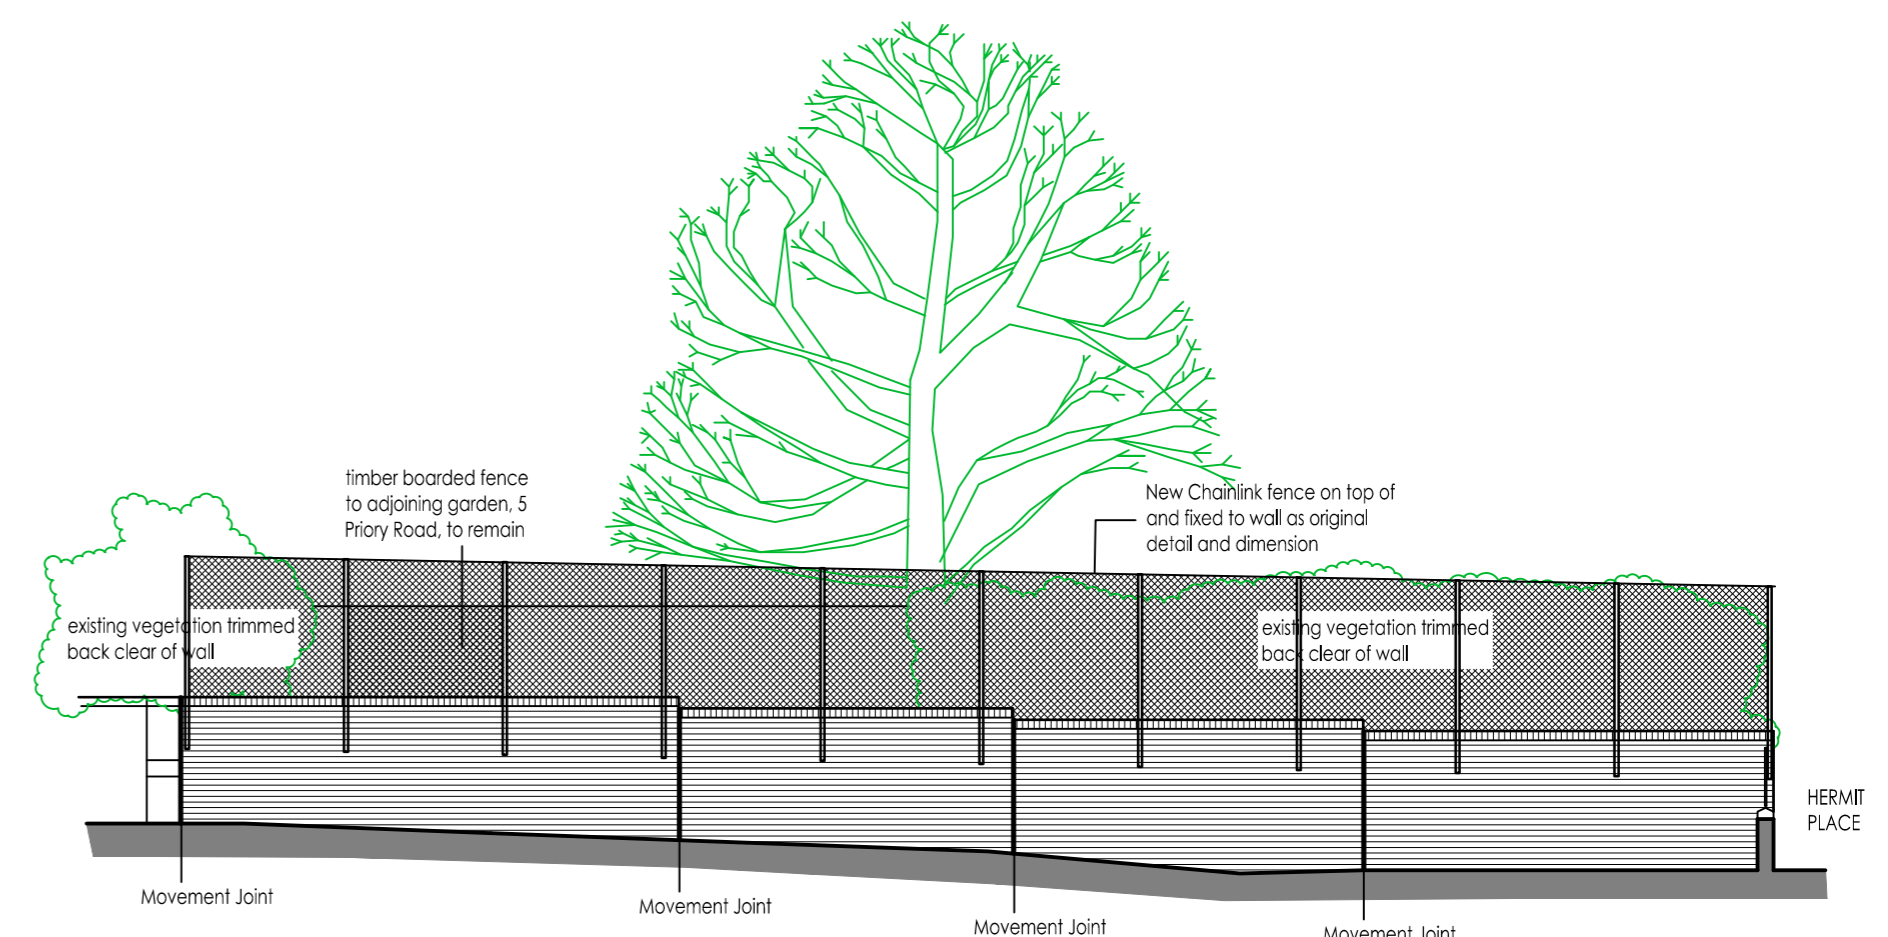 timber boarded fence
to adjoining garden, 5
Priory Road, to remain
New Chainlink fence on top of
and fixed to wall as original
detail and dimension
existing vegetation trimmed
back clear of wall
existing vegetation trimmed
back clear of wall
HERMIT
PLACE
Movement Joint
Movement Joint
Movement Joint
Movement Joint